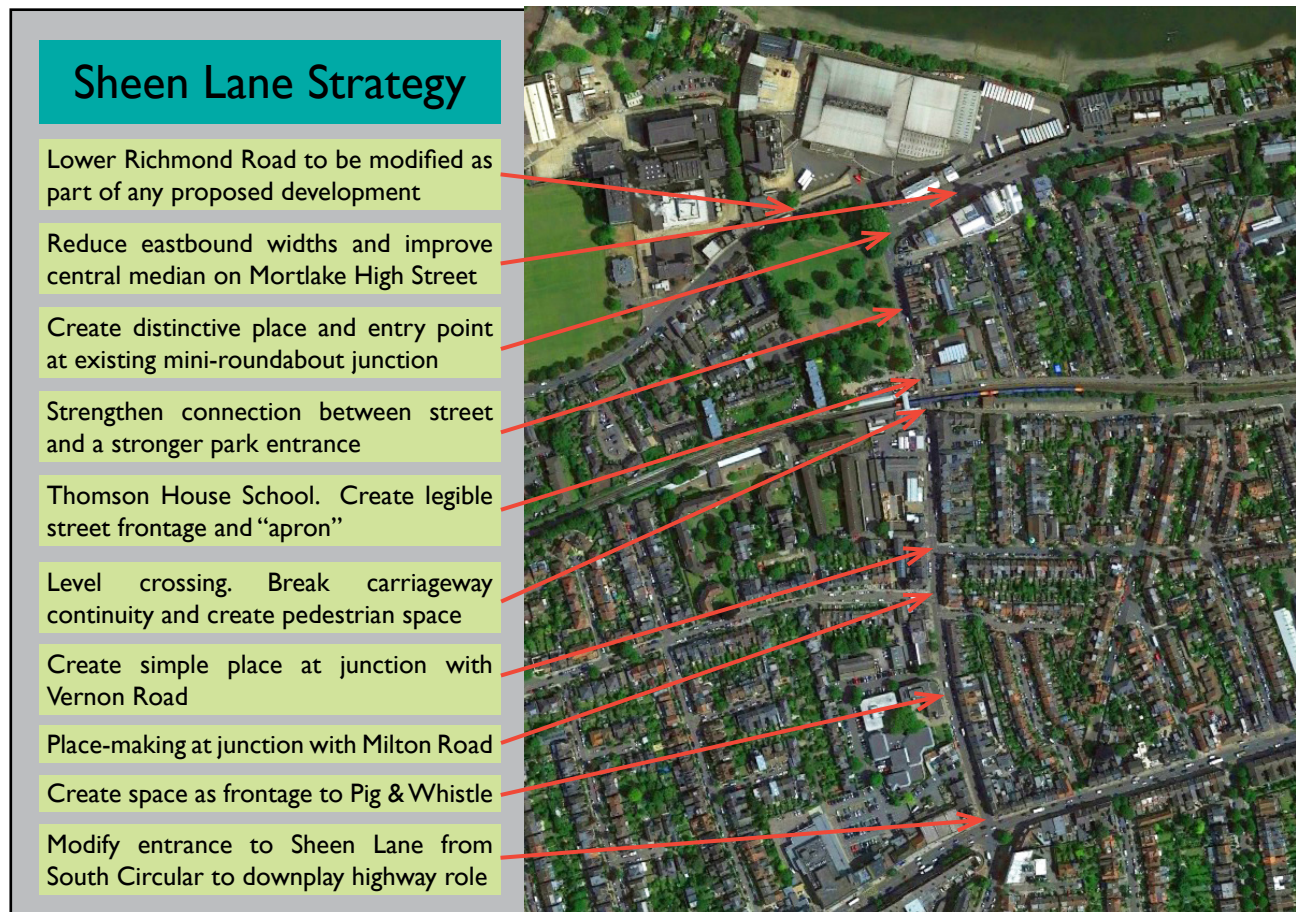 Sheen Lane Strategy
Lower Richmond Road to be modified as
part of any proposed development
Reduce eastbound widths and improve
central median on Mortlake High Street
Create distinctive place and entry point
at existing mini-roundabout junction
Strengthen connection between street
and a stronger park entrance
Thomson House School. Create legible
street frontage and “apron”
Level crossing. Break carriageway
continuity and create pedestrian space
Create simple place at junction with
Vernon Road
Place-making at junction with Milton Road
Create space as frontage to Pig & Whistle
Modify entrance to Sheen Lane from
South Circular to downplay highway role